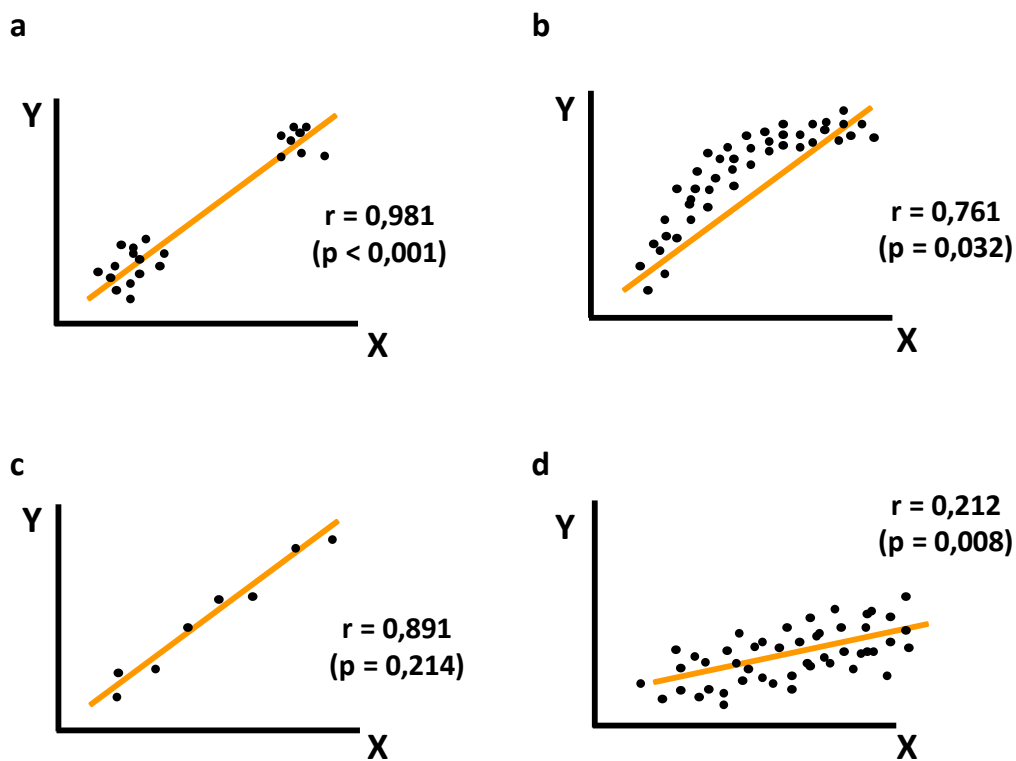 a
Y
r = 0,981
(p < 0,001)
X
b
Y
r = 0,761
(p = 0,032)
X
c
Y
r = 0,891
(p = 0,214)
X
d
Y
r = 0,212
(p = 0,008)
X